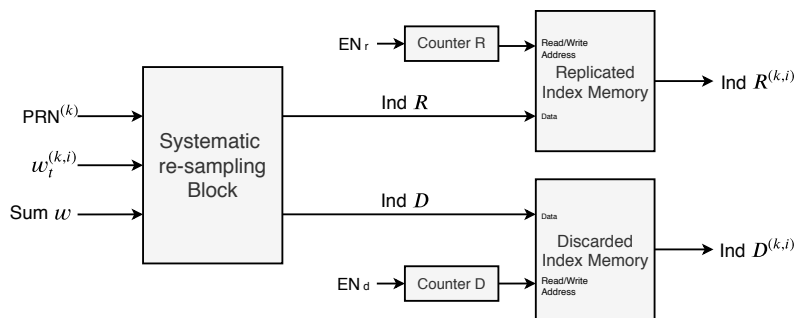 EN r
Counter R
Read/Write
Address
Replicated
Index Memory
Data
Ind R
Ind R^(k,i)
PRN^(k)
w_t^(k,i)
Sum w
Systematic
re-sampling
Block
Ind D
Data
Discarded
Index Memory
Read/Write
Address
Ind D^(k,i)
EN d
Counter D